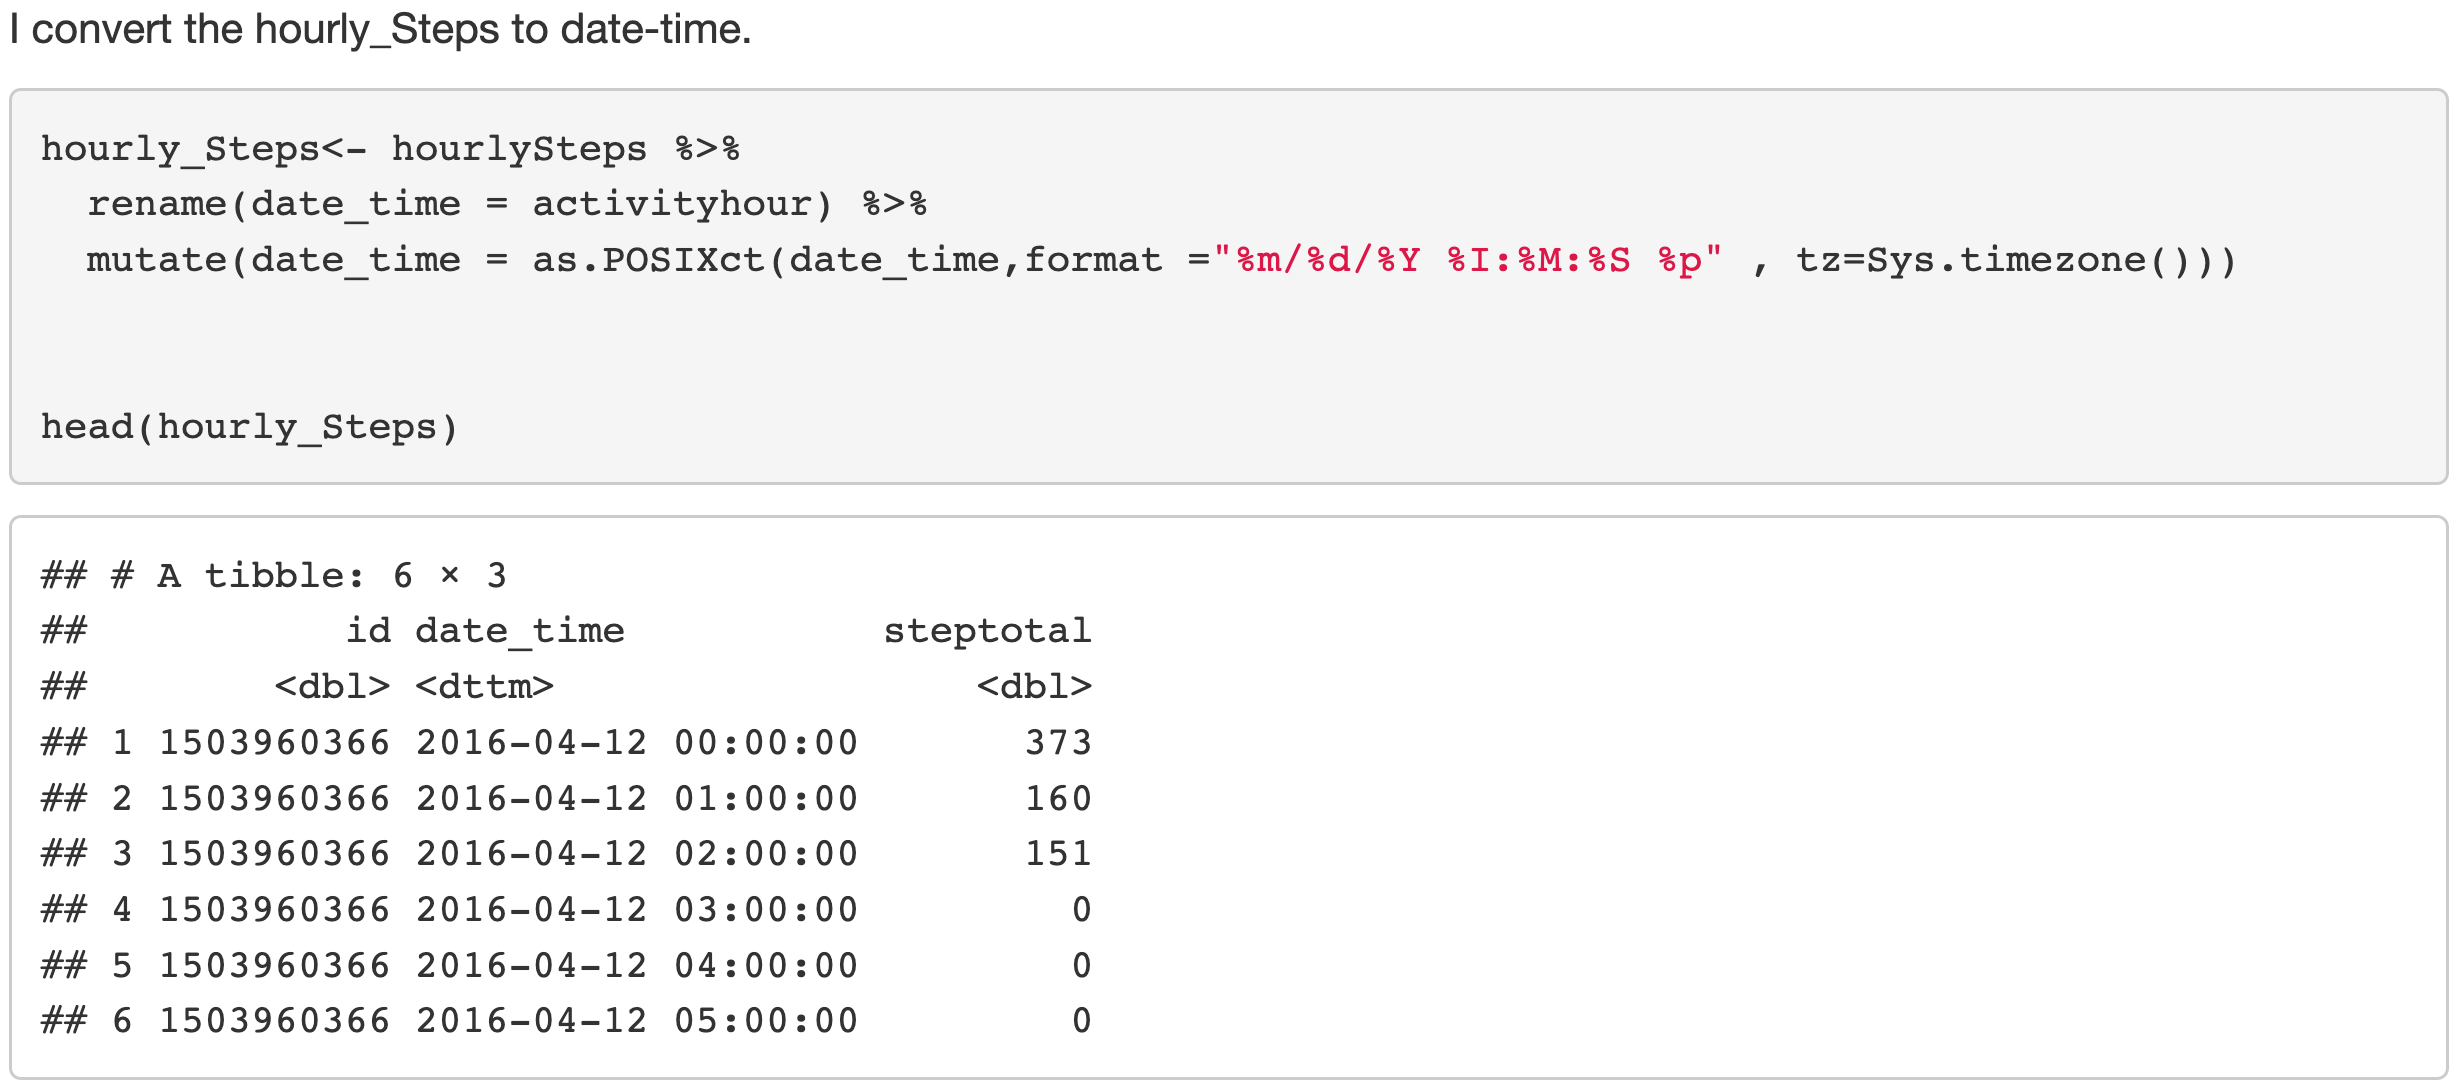 I convert the hourly_Steps to date-time.
hourly_Steps<- hourlySteps %>%
  rename(date_time = activityhour) %>%
  mutate(date_time = as.POSIXct(date_time,format ="%m/%d/%Y %I:%M:%S %p" , tz=Sys.timezone()))
head(hourly_Steps)
## # A tibble: 6 × 3
##           id date_time           steptotal
##        <dbl> <dttm>                  <dbl>
## 1 1503960366 2016-04-12 00:00:00       373
## 2 1503960366 2016-04-12 01:00:00       160
## 3 1503960366 2016-04-12 02:00:00       151
## 4 1503960366 2016-04-12 03:00:00         0
## 5 1503960366 2016-04-12 04:00:00         0
## 6 1503960366 2016-04-12 05:00:00         0